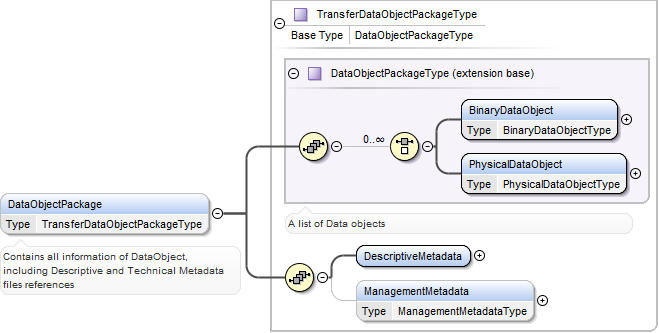 TransferDataObjectPackageType
Base Type DataObjectPackageType
DataObjectPackageType (extension base)
BinaryDataObject
Type BinaryDataObjectType
0..∞
PhysicalDataObject
Type PhysicalDataObjectType
DataObjectPackage
Type TransferDataObjectPackageType
A list of Data objects
Contains all information of DataObject,
including Descriptive and Technical Metadata
files references
DescriptiveMetadata
ManagementMetadata
Type ManagementMetadataType